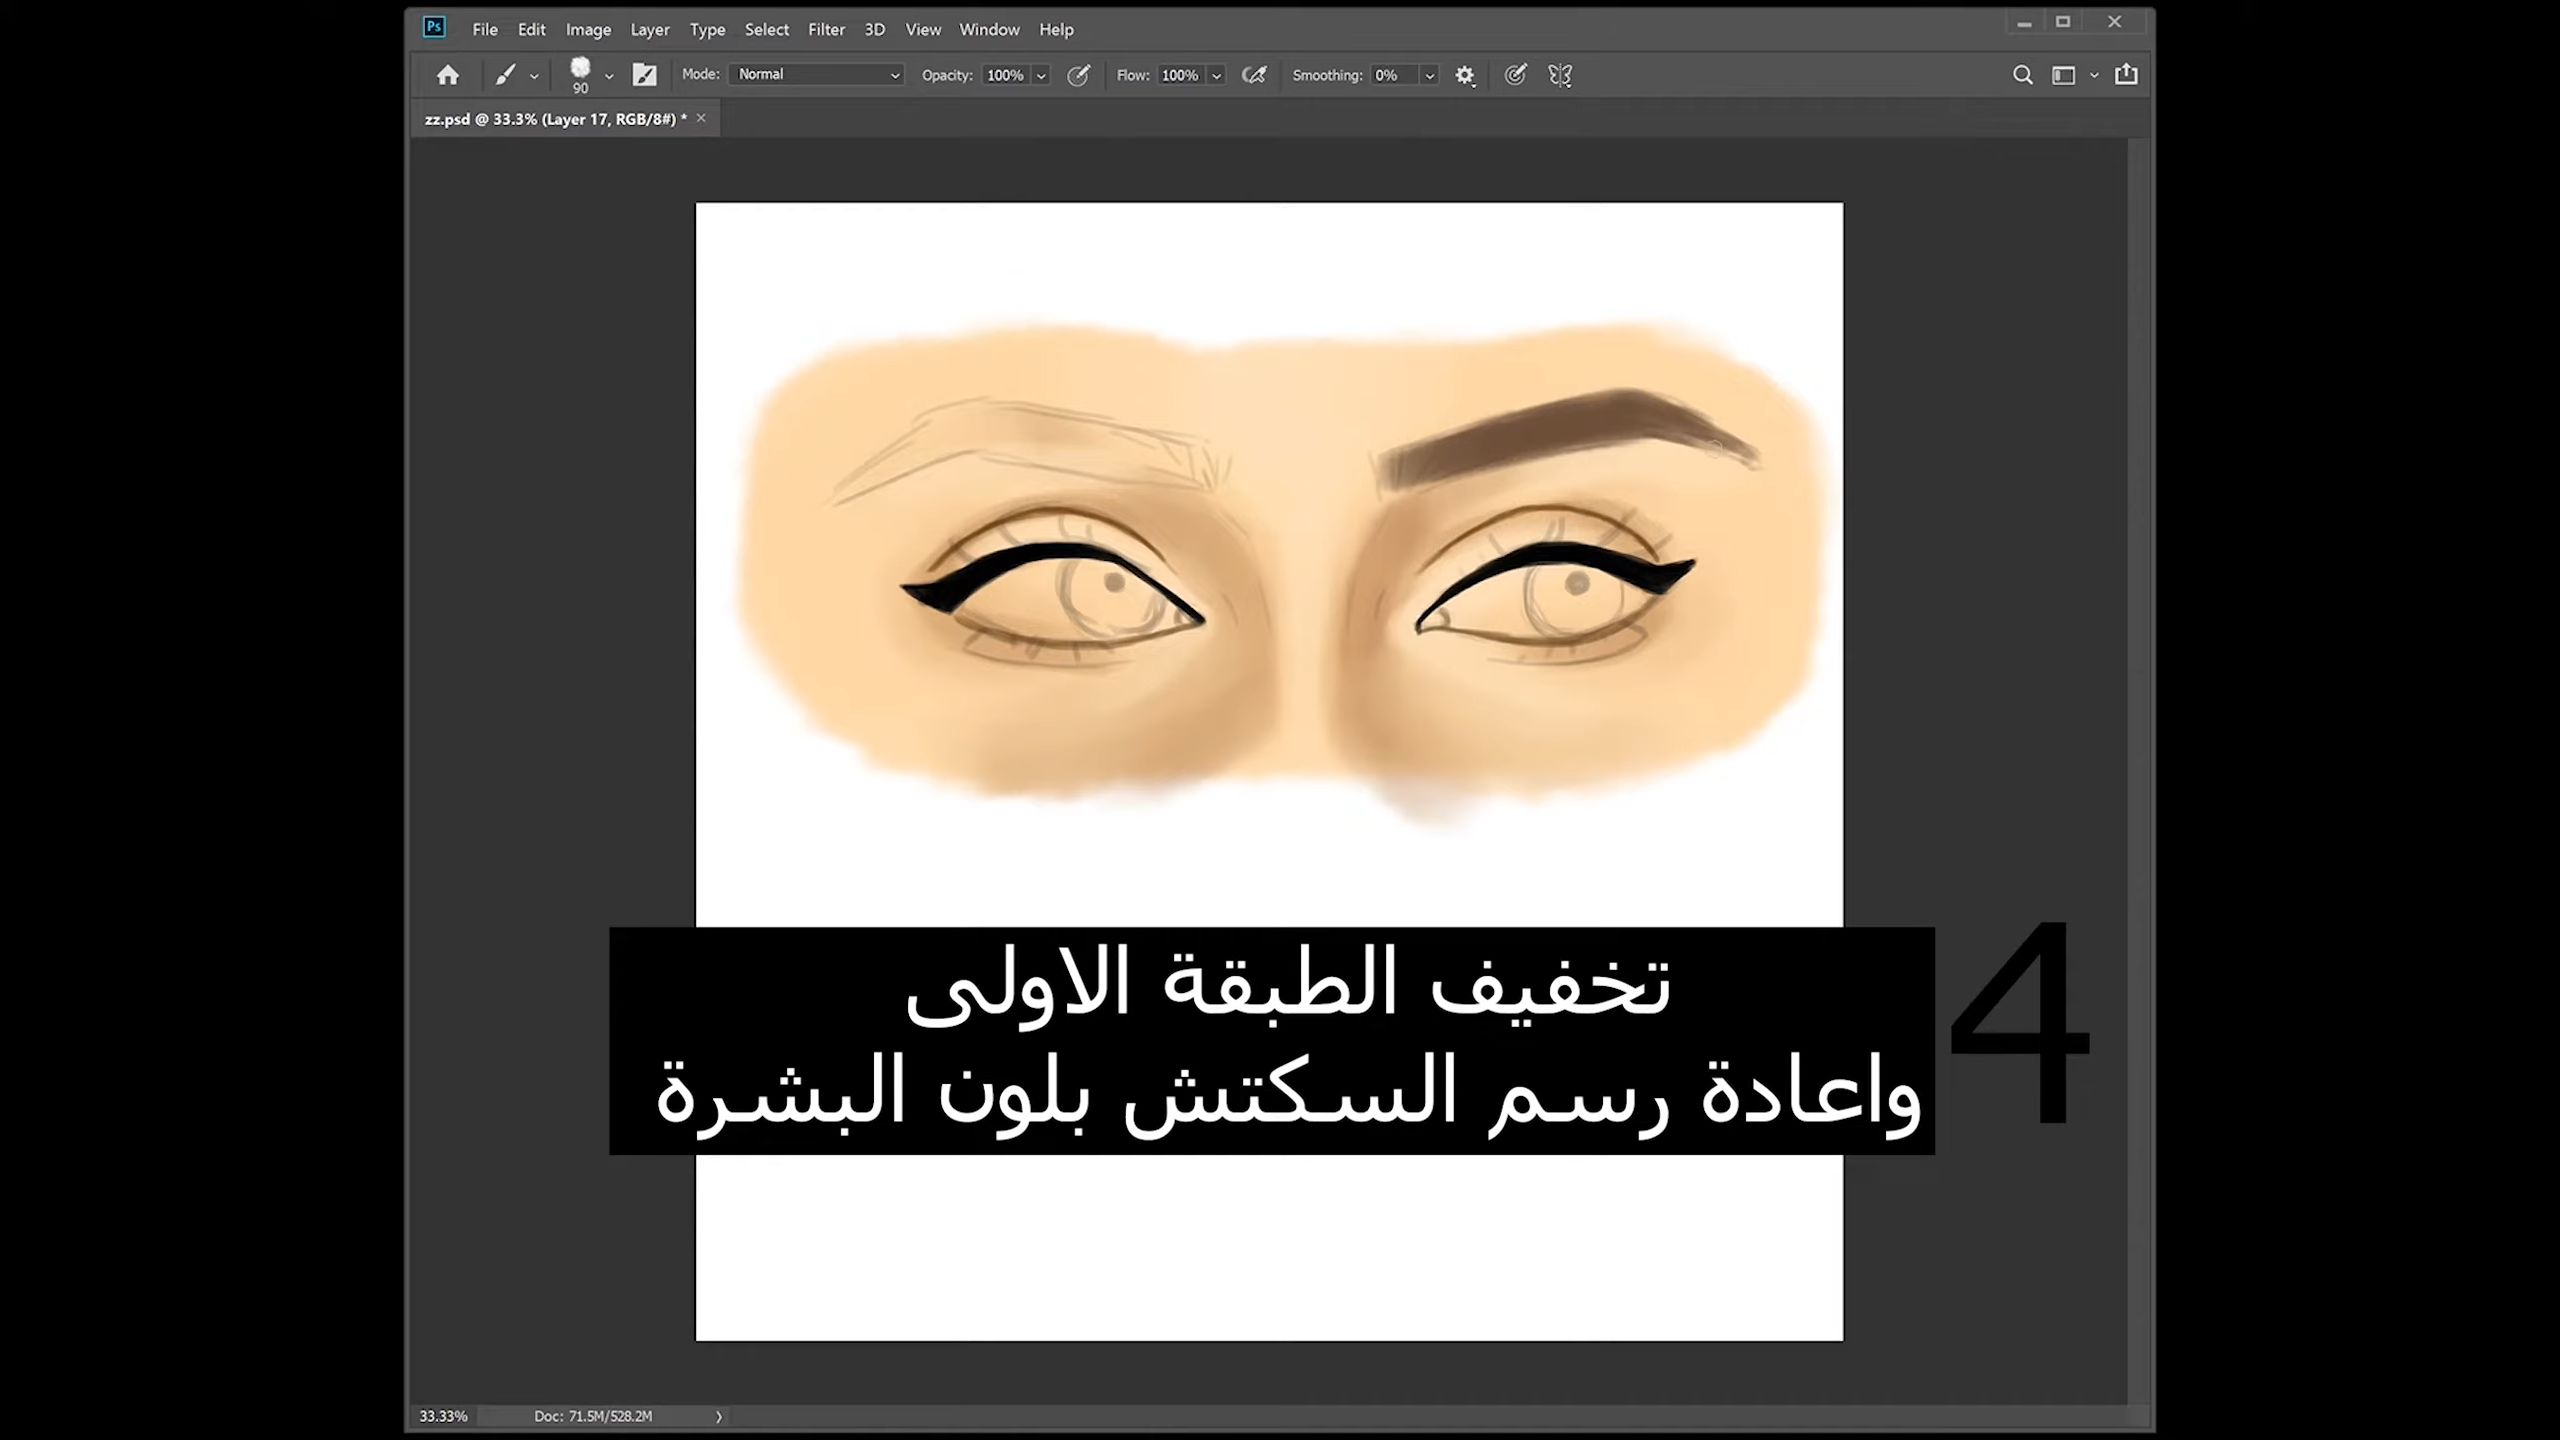 Ps File Edit Image Layer Type Select Filter 3D View Window Help
90 Mode: Normal Opacity: 100% Flow: 100% Smoothing: 0%
zz.psd @ 33.3% (Layer 17, RGB/8#) *
تخفيف الطبقة الاولى
واعادة رسم السكتش بلون البشرة
4
33.33% Doc: 71.5M/528.2M